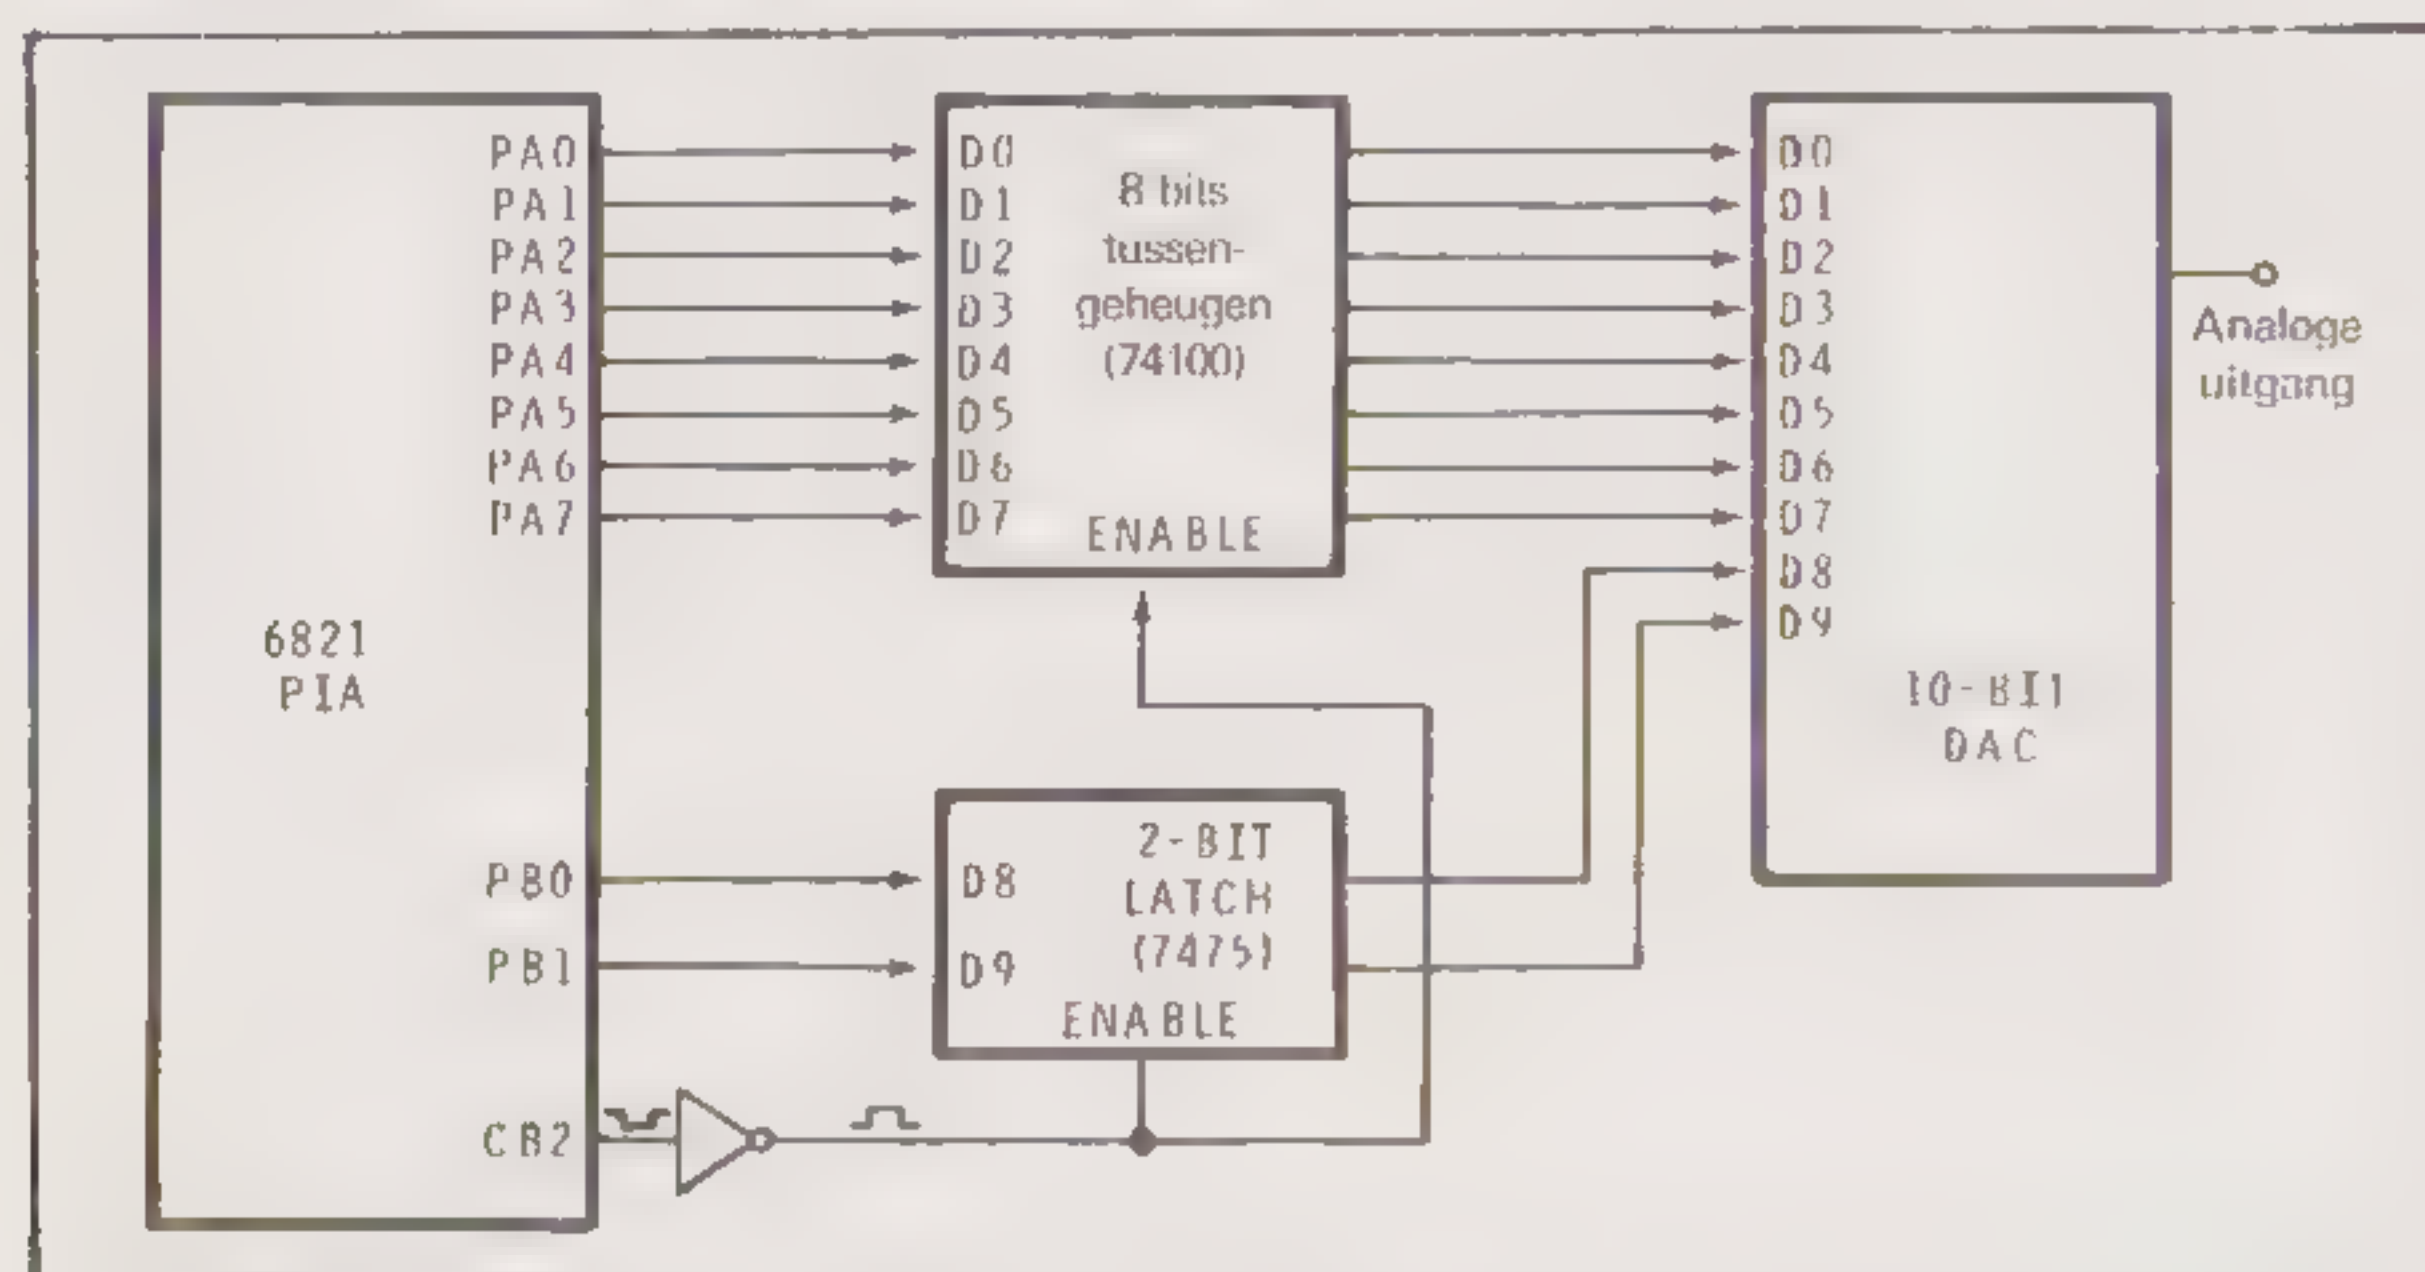 PA0
PA1
PA2
PA3
PA4
PA5
PA6
PA7
6821
PIA
PB0
PB1
CB2
D0
D1
D2
D3
D4
D5
D6
D7
8 bits
tussen-
geheugen
(74100)
ENABLE
D8
D9
2-BIT
LATCH
(7475)
ENABLE
D0
D1
D2
D3
D4
D5
D6
D7
D8
D9
10-BIT
DAC
Analoge
uitgang